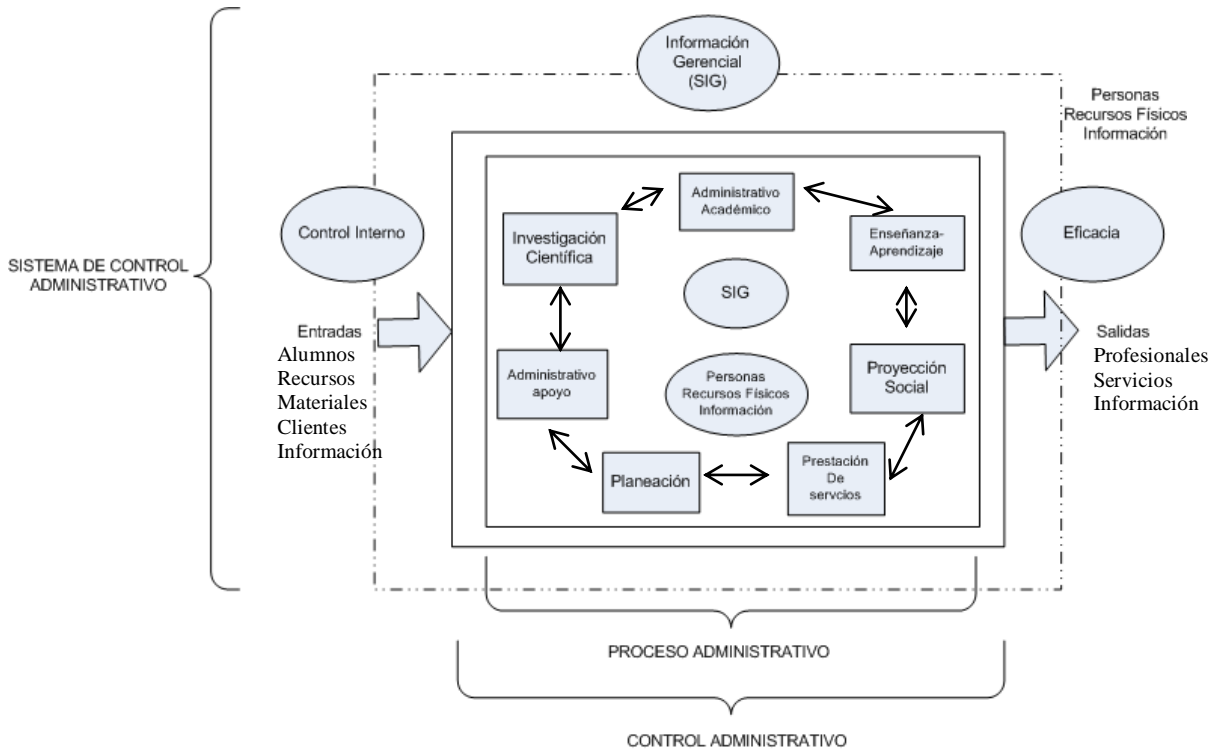 Información
Gerencial
(SIG)
Personas
Recursos Físicos
Información
Control Interno
Eficacia
SISTEMA DE CONTROL
ADMINISTRATIVO
Administrativo
Académico
Investigación
Científica
Enseñanza-
Aprendizaje
SIG
Entradas
Alumnos
Recursos
Materiales
Clientes
Información
Administrativo
apoyo
Personas
Recursos Físicos
Información
Proyección
Social
Salidas
Profesionales
Servicios
Información
Planeación
Prestación
De
servcios
PROCESO ADMINISTRATIVO
CONTROL ADMINISTRATIVO